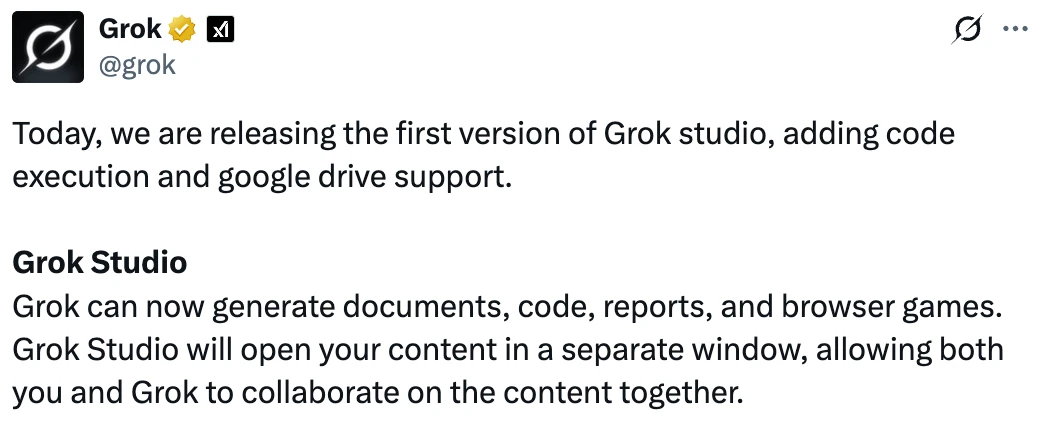 Grok
@grok
Today, we are releasing the first version of Grok studio, adding code
execution and google drive support.
Grok Studio
Grok can now generate documents, code, reports, and browser games.
Grok Studio will open your content in a separate window, allowing both
you and Grok to collaborate on the content together.